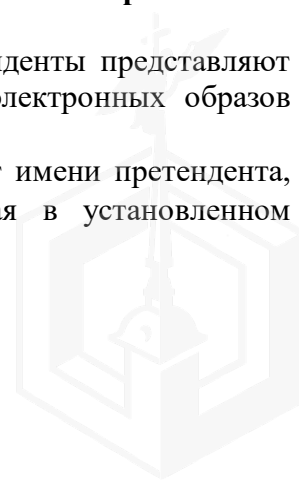 денты представляют
электронных образов
имени претендента,
в установленном